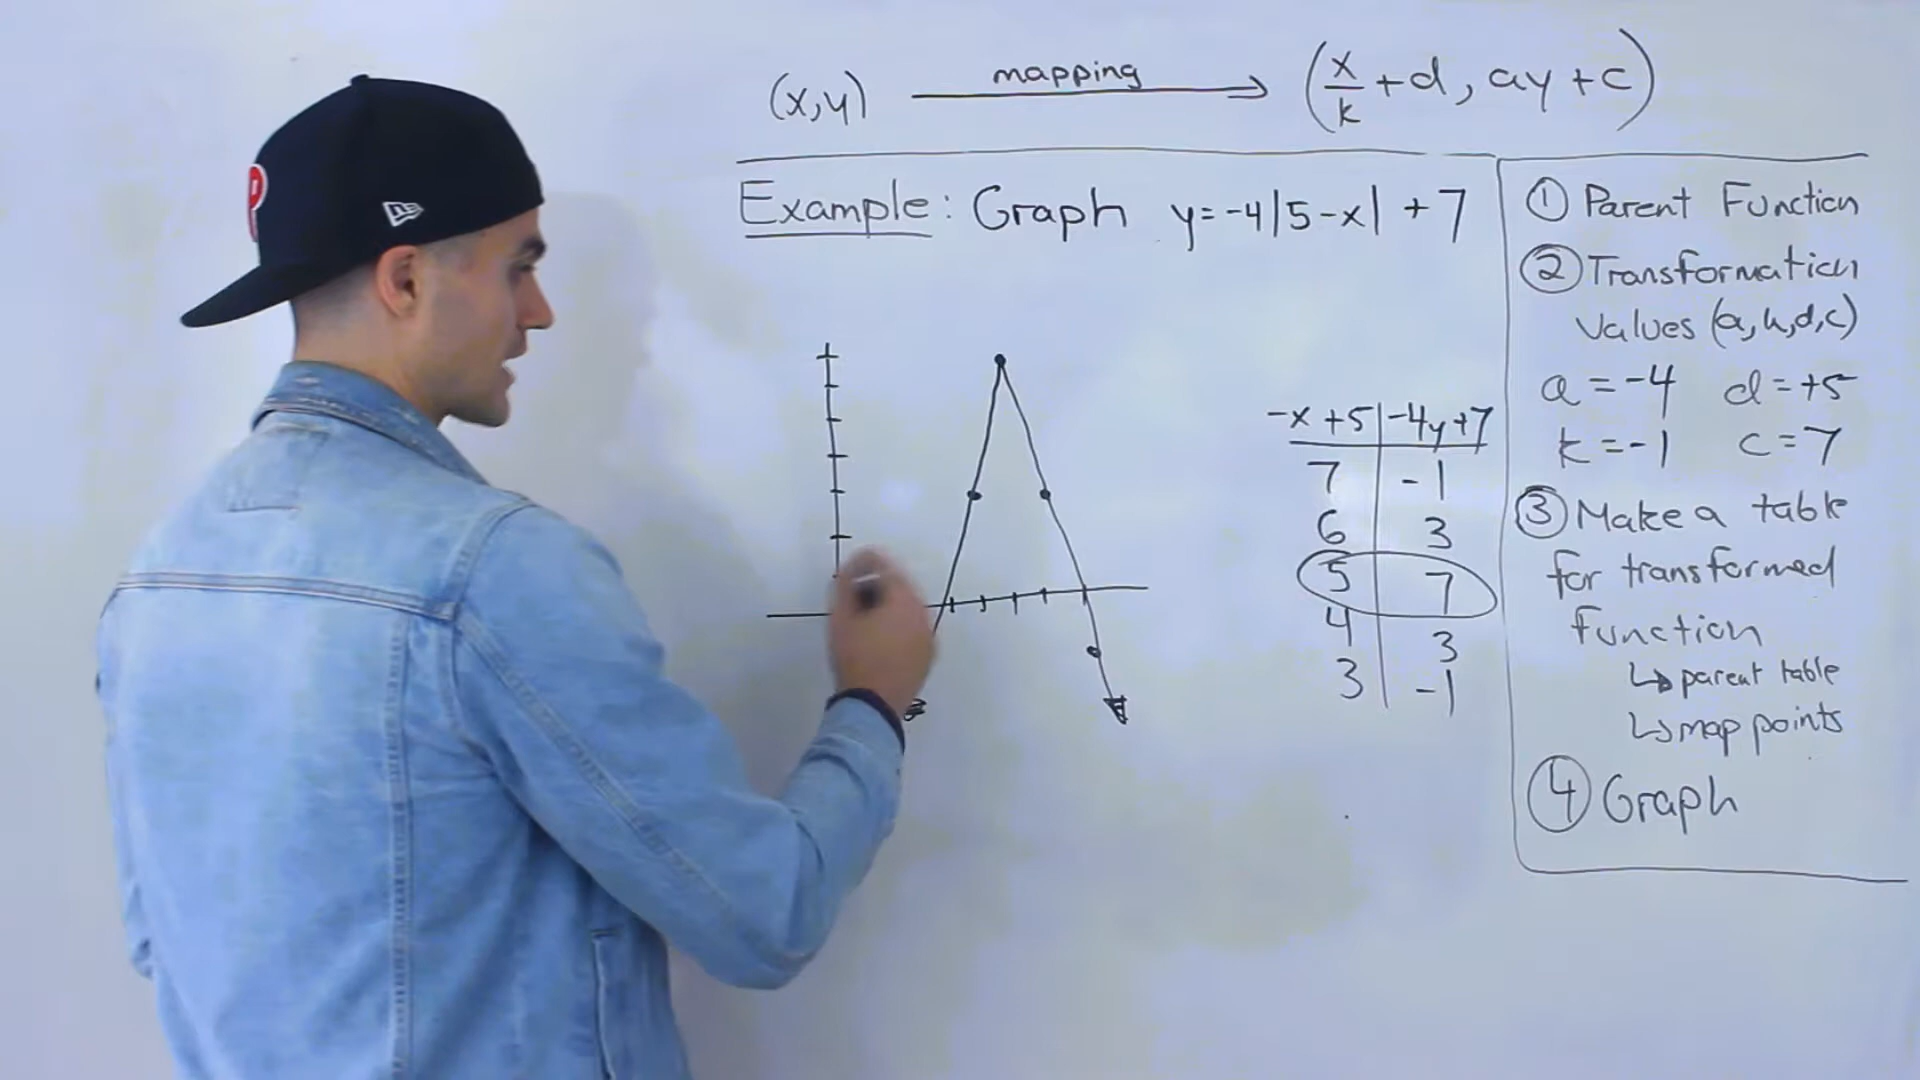 (x,y) mapping (x/k + d, ay + c)
Example: Graph y = -4|5-x| + 7
-x+5 | -4y+7
7 | -1
6 | 3
5 | 7
4 | 3
3 | -1
① Parent Function
② Transformation
Values (a,k,d,c)
a = -4 d = +5
k = -1 c = 7
③ Make a table
for transformed
function
↳ parent table
↳ map points
④ Graph
P